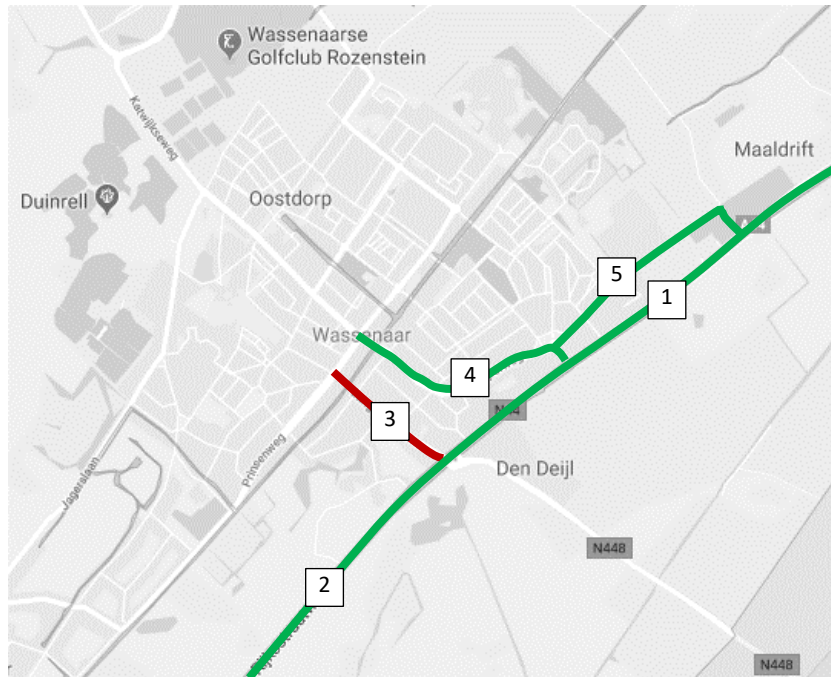 Wassenaarse
Golfclub Rozenstein
Katwijkseweg
Maaldrift
Duinrell
Oostdorp
5
1
Wassenaar
4
3
Prinsenweg
Jagerslaan
Den Deijl
N448
2
N448